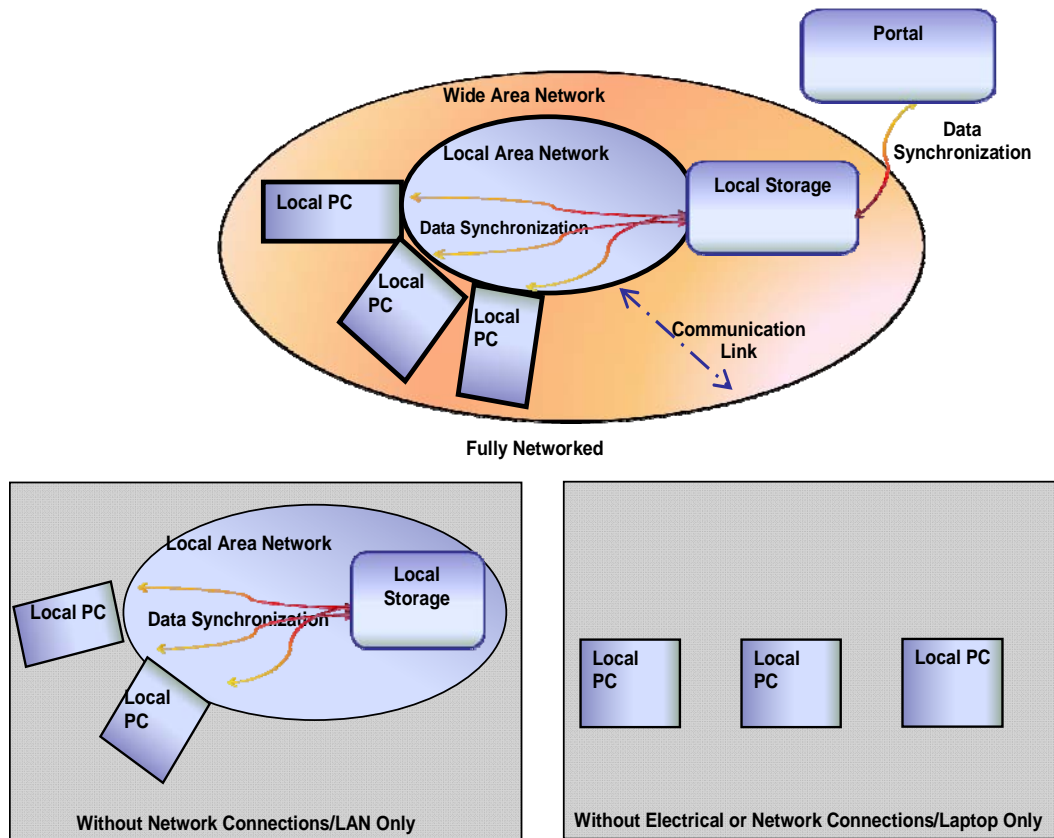 Portal
Wide Area Network
Data
Synchronization
Local Area Network
Local Storage
Local PC
Data Synchronization
Local
PC
Local
PC
Communication
Link
Fully Networked
Local Area Network
Local
Storage
Local PC
Data Synchronization
Local
PC
Without Network Connections/LAN Only
Local
PC
Local
PC
Local PC
Without Electrical or Network Connections/Laptop Only